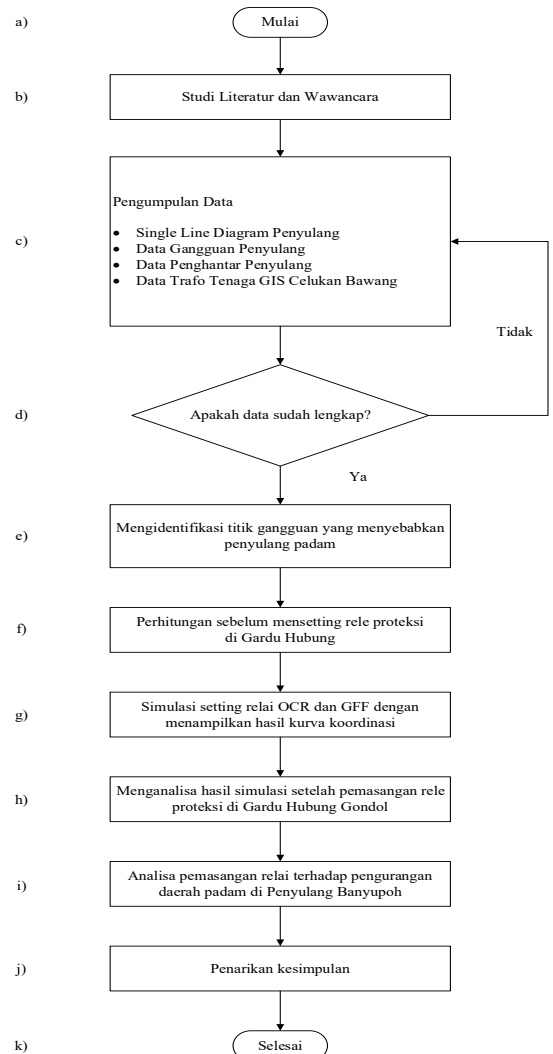 a)
Mulai
b)
Studi Literatur dan Wawancara
c)
Pengumpulan Data
• Single Line Diagram Penyulang
• Data Gangguan Penyulang
• Data Penghantar Penyulang
• Data Trafo Tenaga GIS Celukan Bawang
Tidak
d)
Apakah data sudah lengkap?
Ya
e)
Mengidentifikasi titik gangguan yang menyebabkan
penyulang padam
f)
Perhitungan sebelum mensetting rele proteksi
di Gardu Hubung
g)
Simulasi setting relai OCR dan GFF dengan
menampilkan hasil kurva koordinasi
h)
Menganalisa hasil simulasi setelah pemasangan rele
proteksi di Gardu Hubung Gondol
i)
Analisa pemasangan relai terhadap pengurangan
daerah padam di Penyulang Banyupoh
j)
Penarikan kesimpulan
k)
Selesai